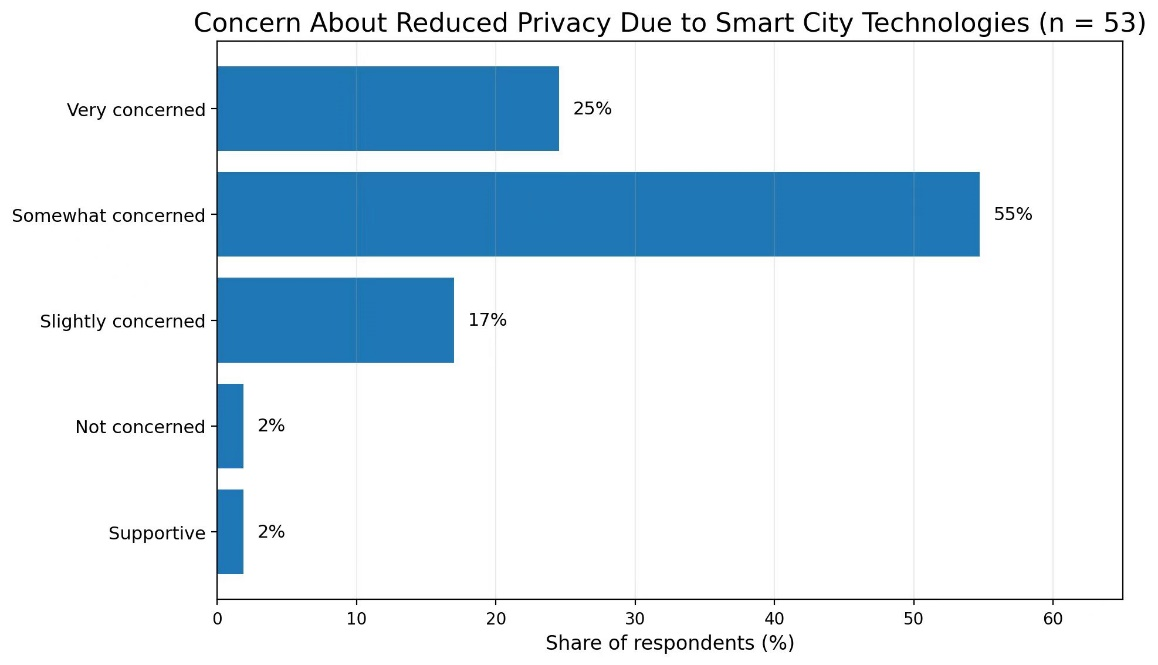 Concern About Reduced Privacy Due to Smart City Technologies (n = 53)
Very concerned
25%
Somewhat concerned
55%
Slightly concerned
17%
Not concerned
2%
Supportive
2%
0 10 20 30 40 50 60
Share of respondents (%)